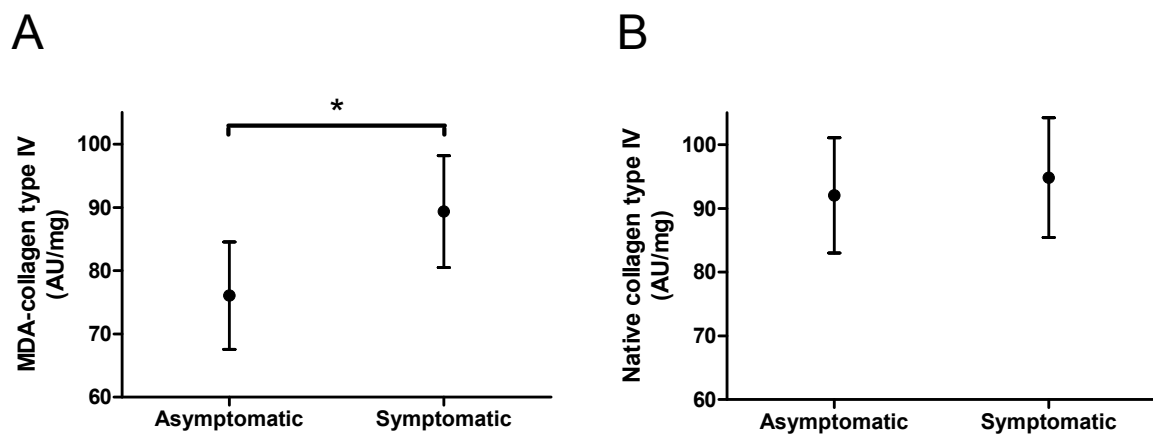 A
*
MDA-collagen type IV
(AU/mg)
100
90
80
70
60
Asymptomatic
Symptomatic
B
Native collagen type IV
(AU/mg)
100
90
80
70
60
Asymptomatic
Symptomatic